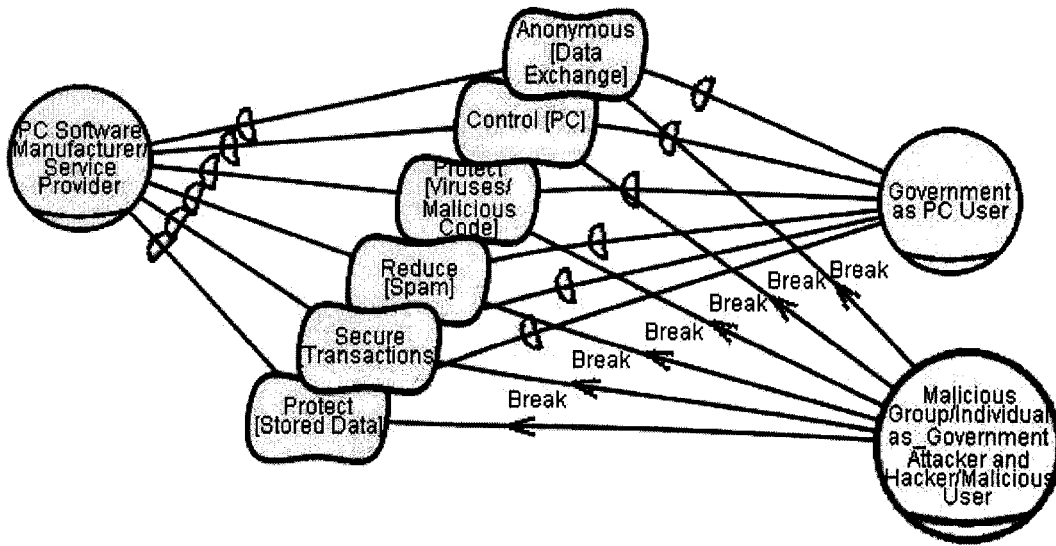 Anonymous
[Data
Exchange]
Control [PC]
Protect
[Viruses/
Malicious
Code]
Reduce
[Spam]
Secure
Transactions
Protect
[Stored Data]
PC Software
Manufacturer/
Service
Provider
Government
as PC User
Break
Break
Break
Break
Break
Break
Malicious
Group/Individual
as_Government
Attacker and
Hacker/Malicious
User